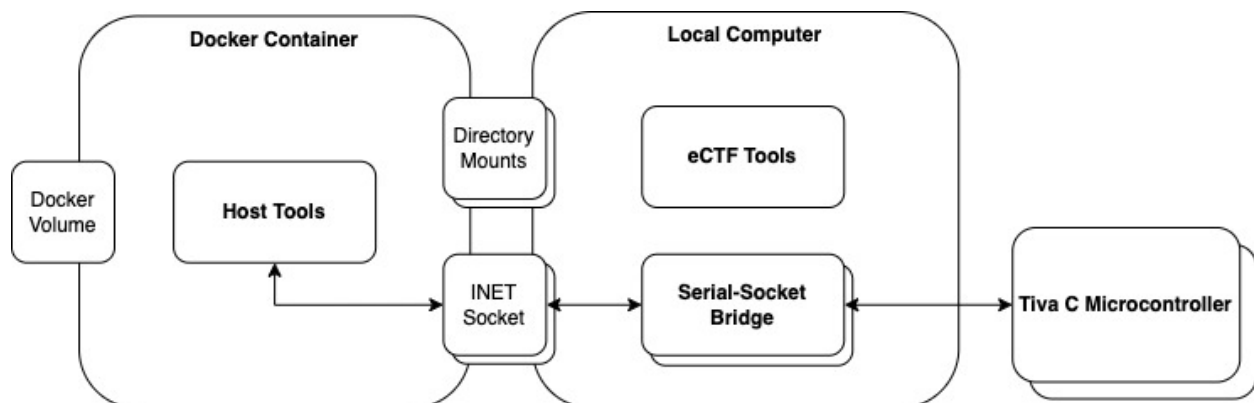 Docker Container
Local Computer
Directory
Mounts
eCTF Tools
Docker
Volume
Host Tools
INET
Socket
Serial-Socket
Bridge
Tiva C Microcontroller